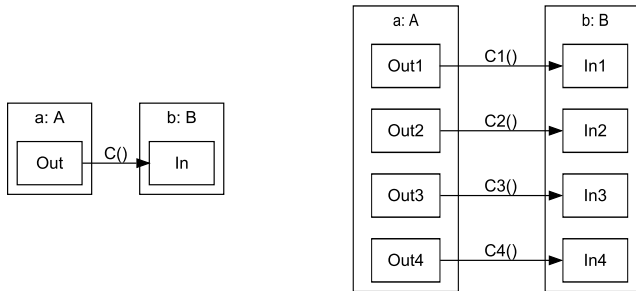 a: A
b: B
Out
C()
In
a: A
b: B
Out1
C1()
In1
Out2
C2()
In2
Out3
C3()
In3
Out4
C4()
In4